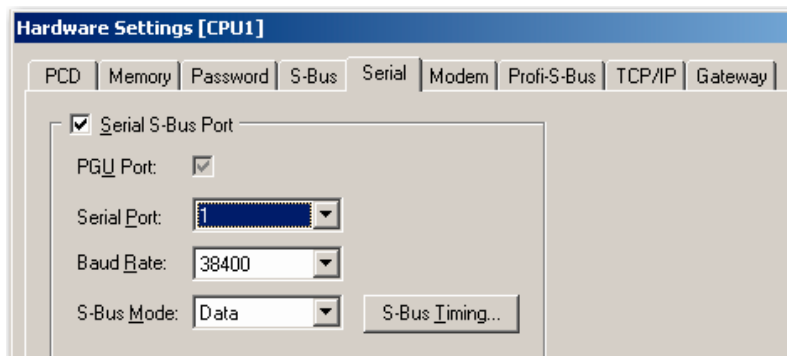 Hardware Settings [CPU1]
PCD Memory Password S-Bus Serial Modem Profi-S-Bus TCP/IP Gateway
Serial S-Bus Port
PGU Port:
Serial Port: 1
Baud Rate: 38400
S-Bus Mode: Data S-Bus Timing...